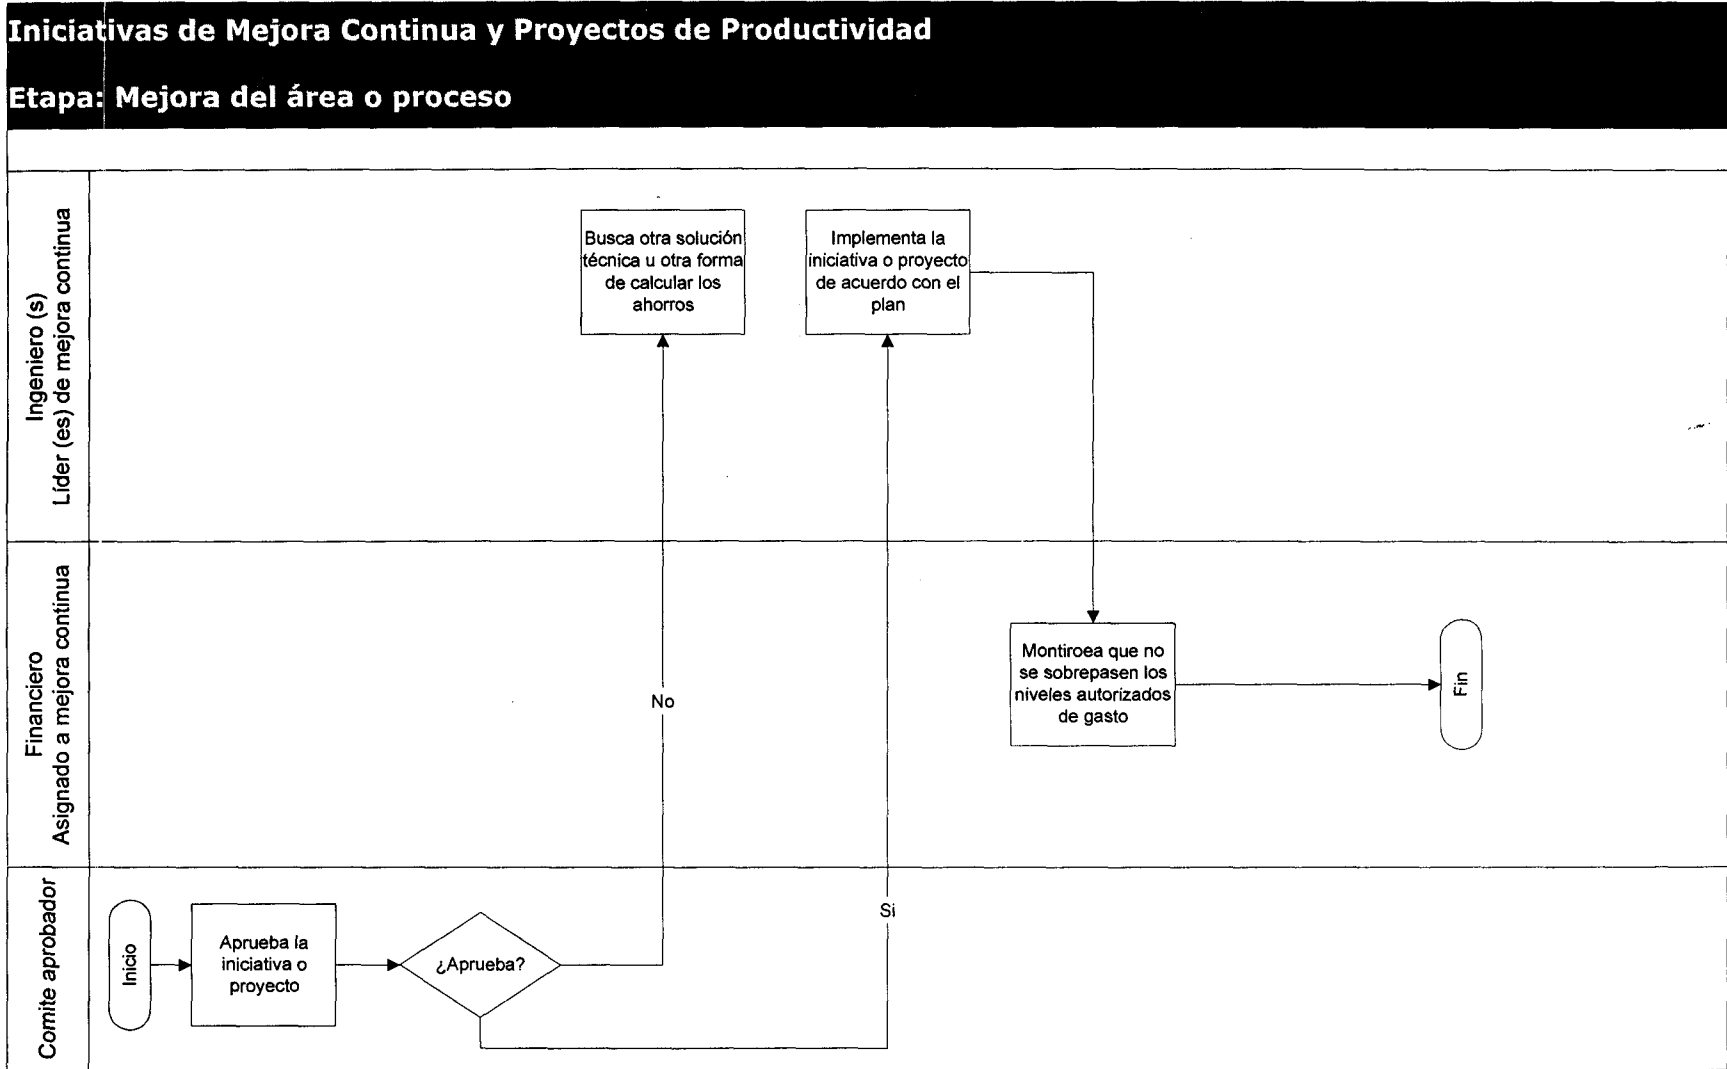 Iniciativas de Mejora Continua y Proyectos de Productividad
Etapa: Mejora del área o proceso
Ingeniero (s)
Líder (es) de mejora continua
Busca otra solución
técnica u otra forma
de calcular los
ahorros
Implementa la
iniciativa o proyecto
de acuerdo con el
plan
Financiero
Asignado a mejora continua
No
Montiroea que no
se sobrepasen los
niveles autorizados
de gasto
Fin
Comite aprobador
Inicio
Aprueba la
iniciativa o
proyecto
¿Aprueba?
Si